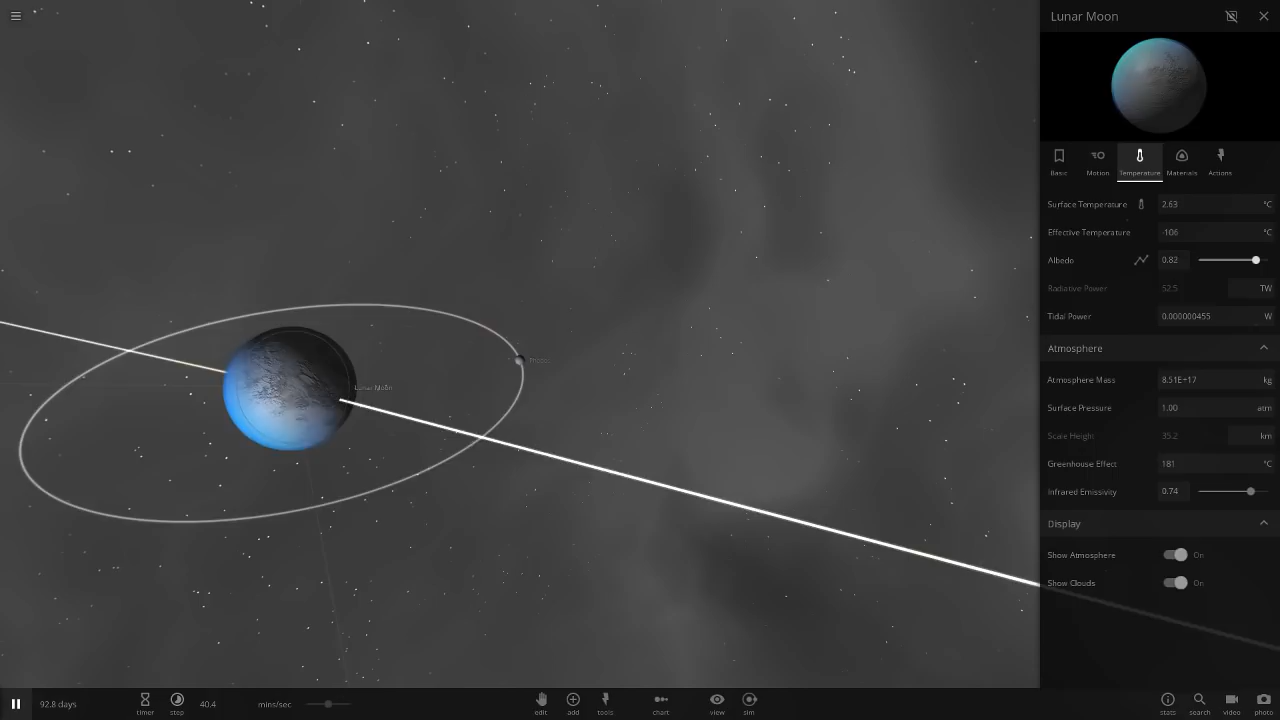 Lunar Moon
Basic Motion Temperature Materials Actions
Surface Temperature 2.63 °C
Effective Temperature -106 °C
Albedo 0.82
Radiative Power 52.5 TW
Tidal Power 0.000000455 W
Atmosphere
Atmosphere Mass 8.51E+17 kg
Surface Pressure 1.00 atm
Scale Height 35.2 km
Greenhouse Effect 181 °C
Infrared Emissivity 0.74
Display
Show Atmosphere On
Show Clouds On
Lunar Moon
92.8 days timer step 40.4 mins/sec edit add tools chart view sim stats search video photo